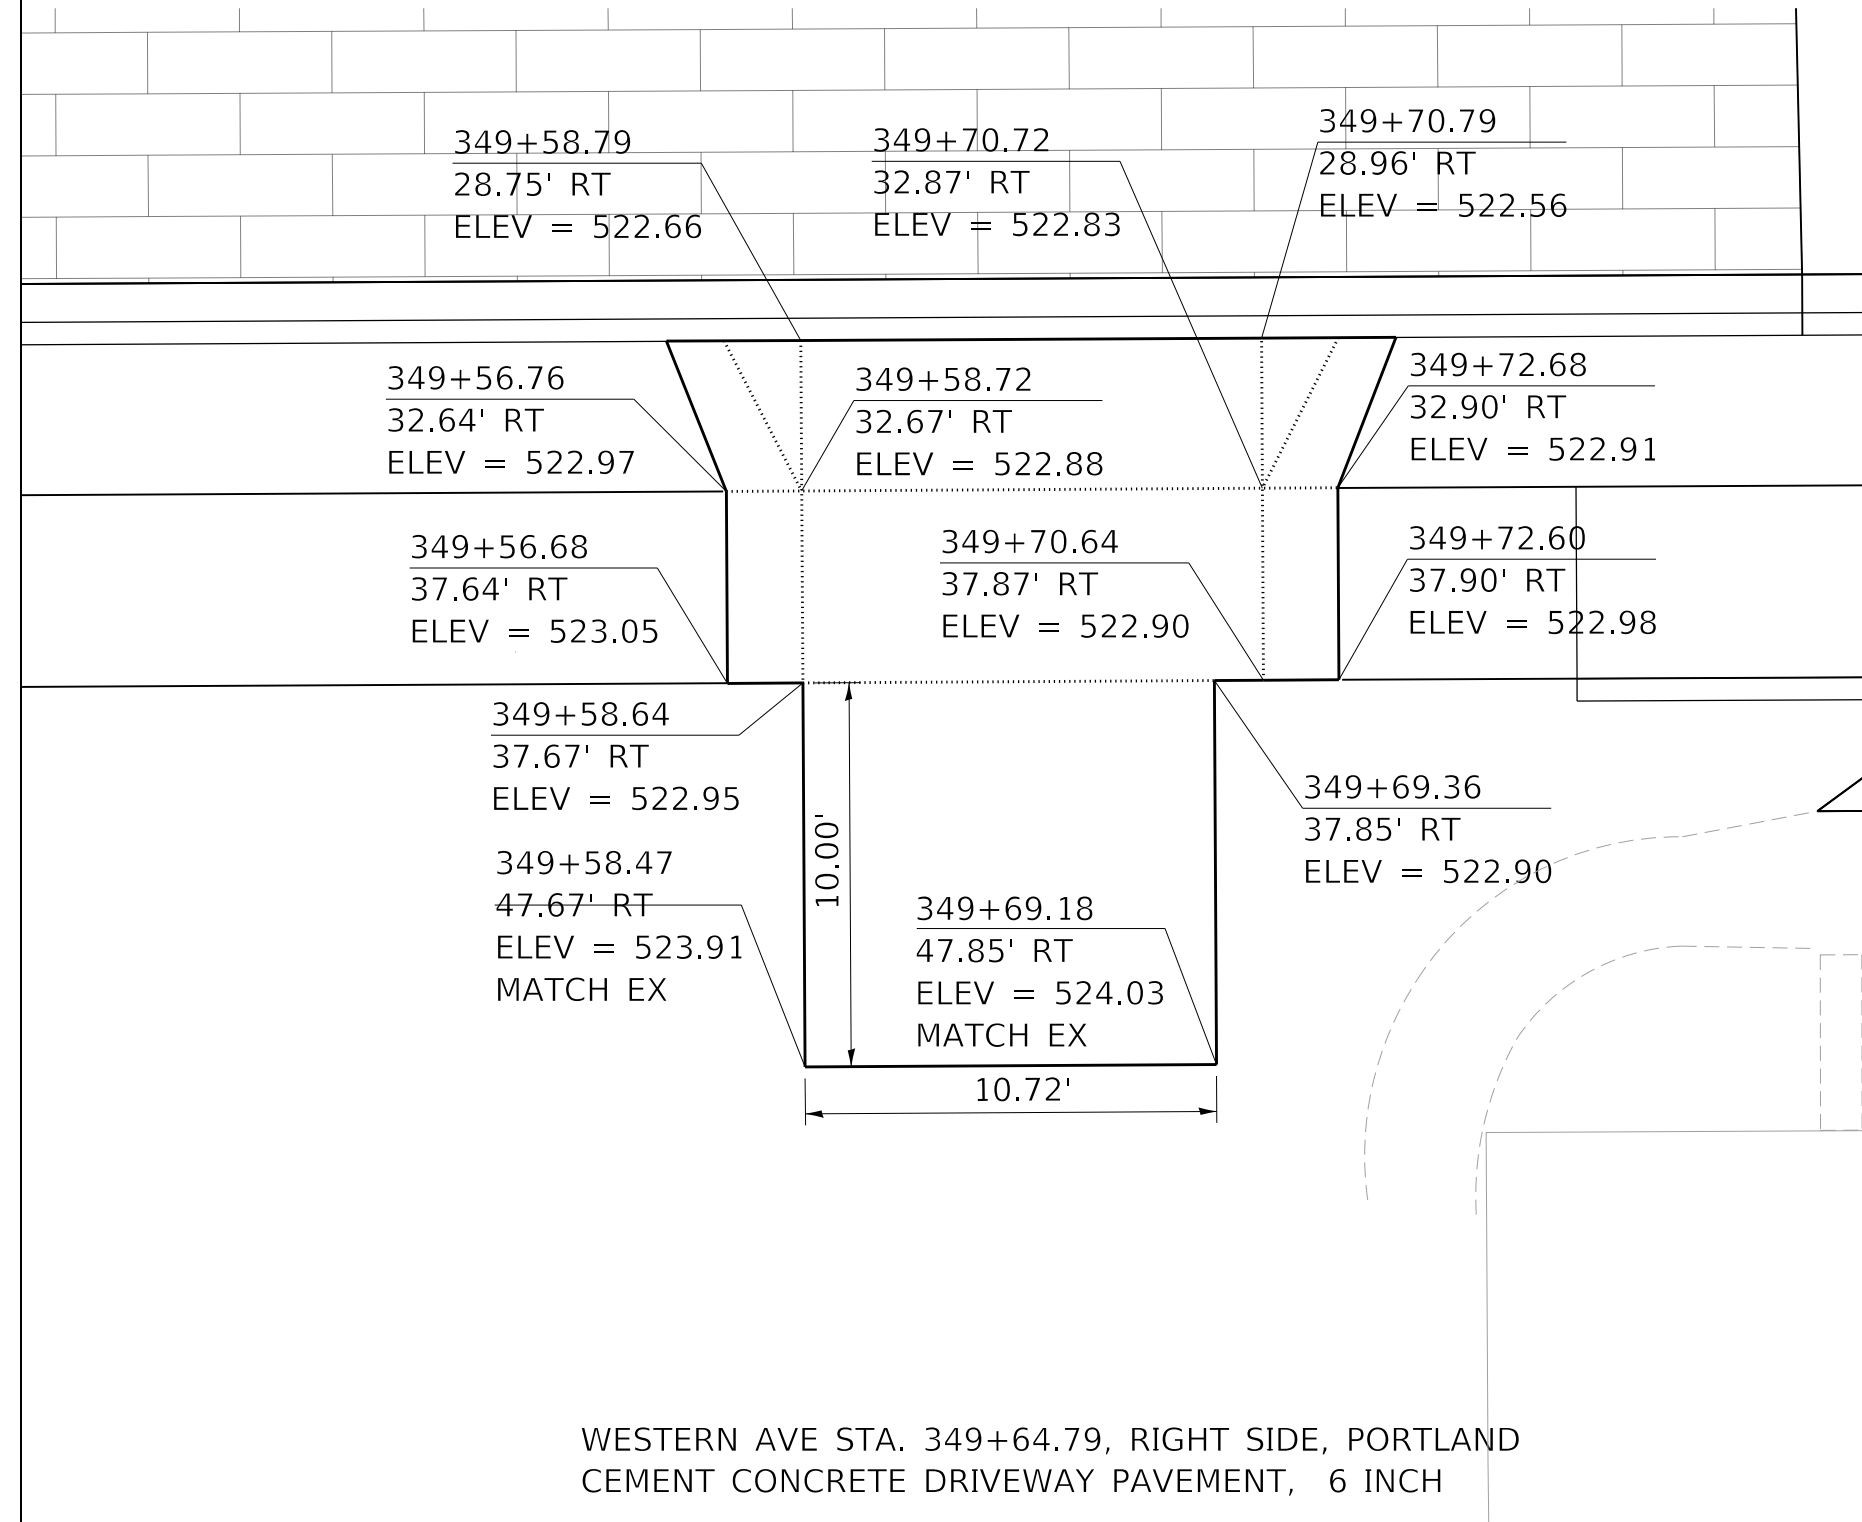 349+58.79
28.75' RT
ELEV = 522.66
349+70.72
32.87' RT
ELEV = 522.83
349+70.79
28.96' RT
ELEV = 522.56
349+56.76
32.64' RT
ELEV = 522.97
349+58.72
32.67' RT
ELEV = 522.88
349+72.68
32.90' RT
ELEV = 522.91
349+56.68
37.64' RT
ELEV = 523.05
349+70.64
37.87' RT
ELEV = 522.90
349+72.60
37.90' RT
ELEV = 522.98
349+58.64
37.67' RT
ELEV = 522.95
349+69.36
37.85' RT
ELEV = 522.90
10.00'
349+58.47
47.67' RT
ELEV = 523.91
MATCH EX
349+69.18
47.85' RT
ELEV = 524.03
MATCH EX
10.72'
WESTERN AVE STA. 349+64.79, RIGHT SIDE, PORTLAND
CEMENT CONCRETE DRIVEWAY PAVEMENT, 6 INCH